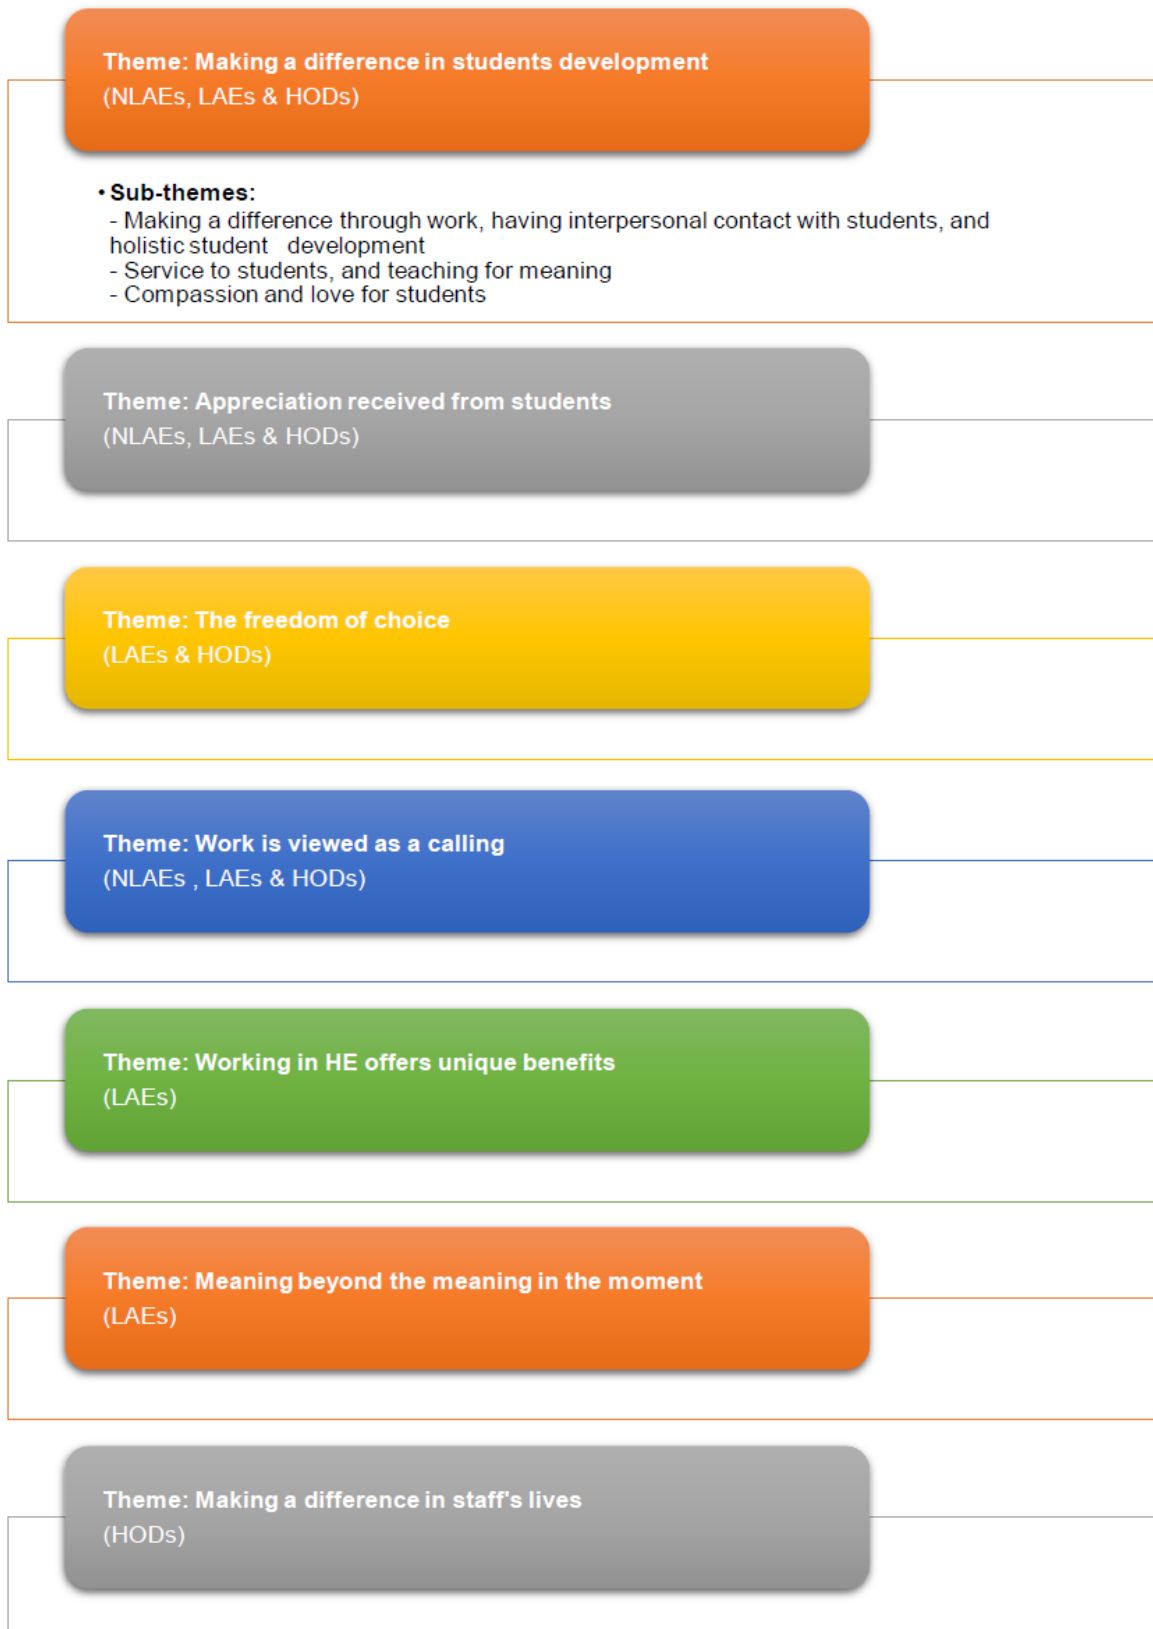 Theme: Making a difference in students development
(NLAEs, LAEs & HODs)
• Sub-themes:
- Making a difference through work, having interpersonal contact with students, and
holistic student development
- Service to students, and teaching for meaning
- Compassion and love for students
Theme: Appreciation received from students
(NLAEs, LAEs & HODs)
Theme: The freedom of choice
(LAEs & HODs)
Theme: Work is viewed as a calling
(NLAEs , LAEs & HODs)
Theme: Working in HE offers unique benefits
(LAEs)
Theme: Meaning beyond the meaning in the moment
(LAEs)
Theme: Making a difference in staff's lives
(HODs)